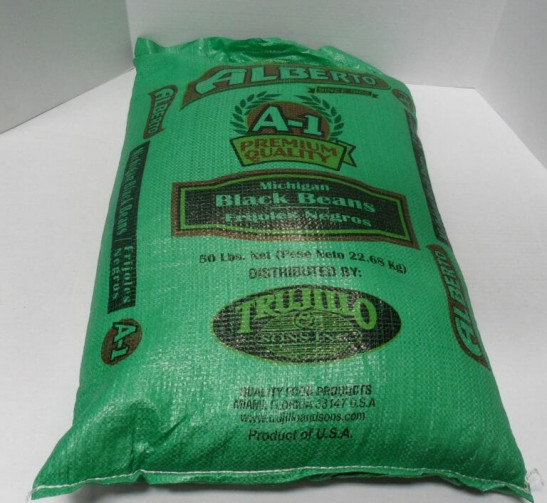 ALBERTO
A-1
PREMIUM
QUALITY
Michigan
Black Beans
Frijoles Negros
50 Lbs. Net (Peso Neto 22.68 Kg)
DISTRIBUTED BY:
TRUJILLO
&
SONS INC.
QUALITY FOOD PRODUCTS
MIAMI, FLORIDA 33147 U.S.A
www.trujilloandsons.com
Product of U.S.A.
ALBERTO
Frijoles
Negros
A-1
ALBERTO